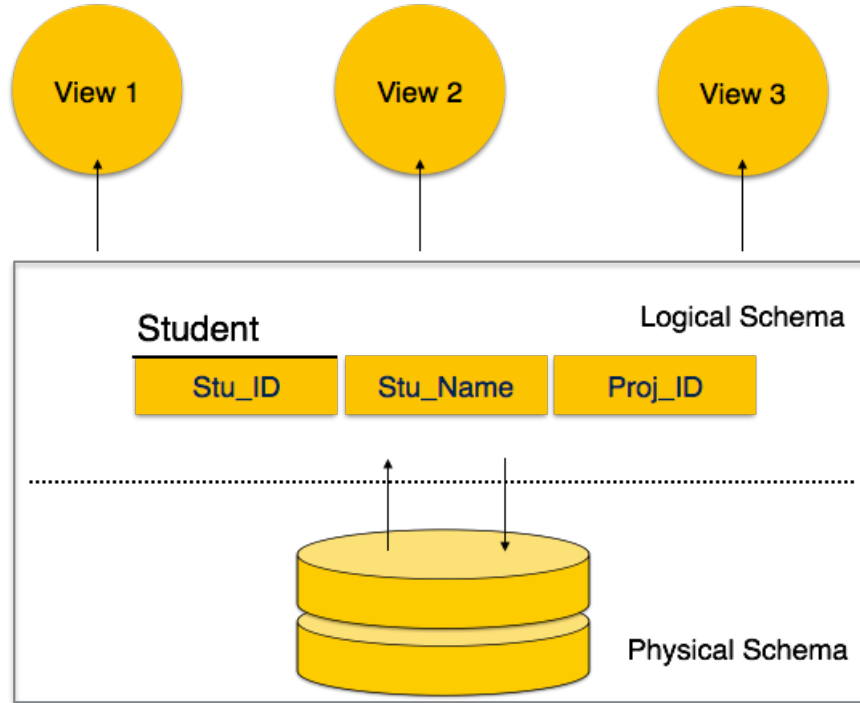 View 1
View 2
View 3
Logical Schema
Student
Stu_ID
Stu_Name
Proj_ID
Physical Schema